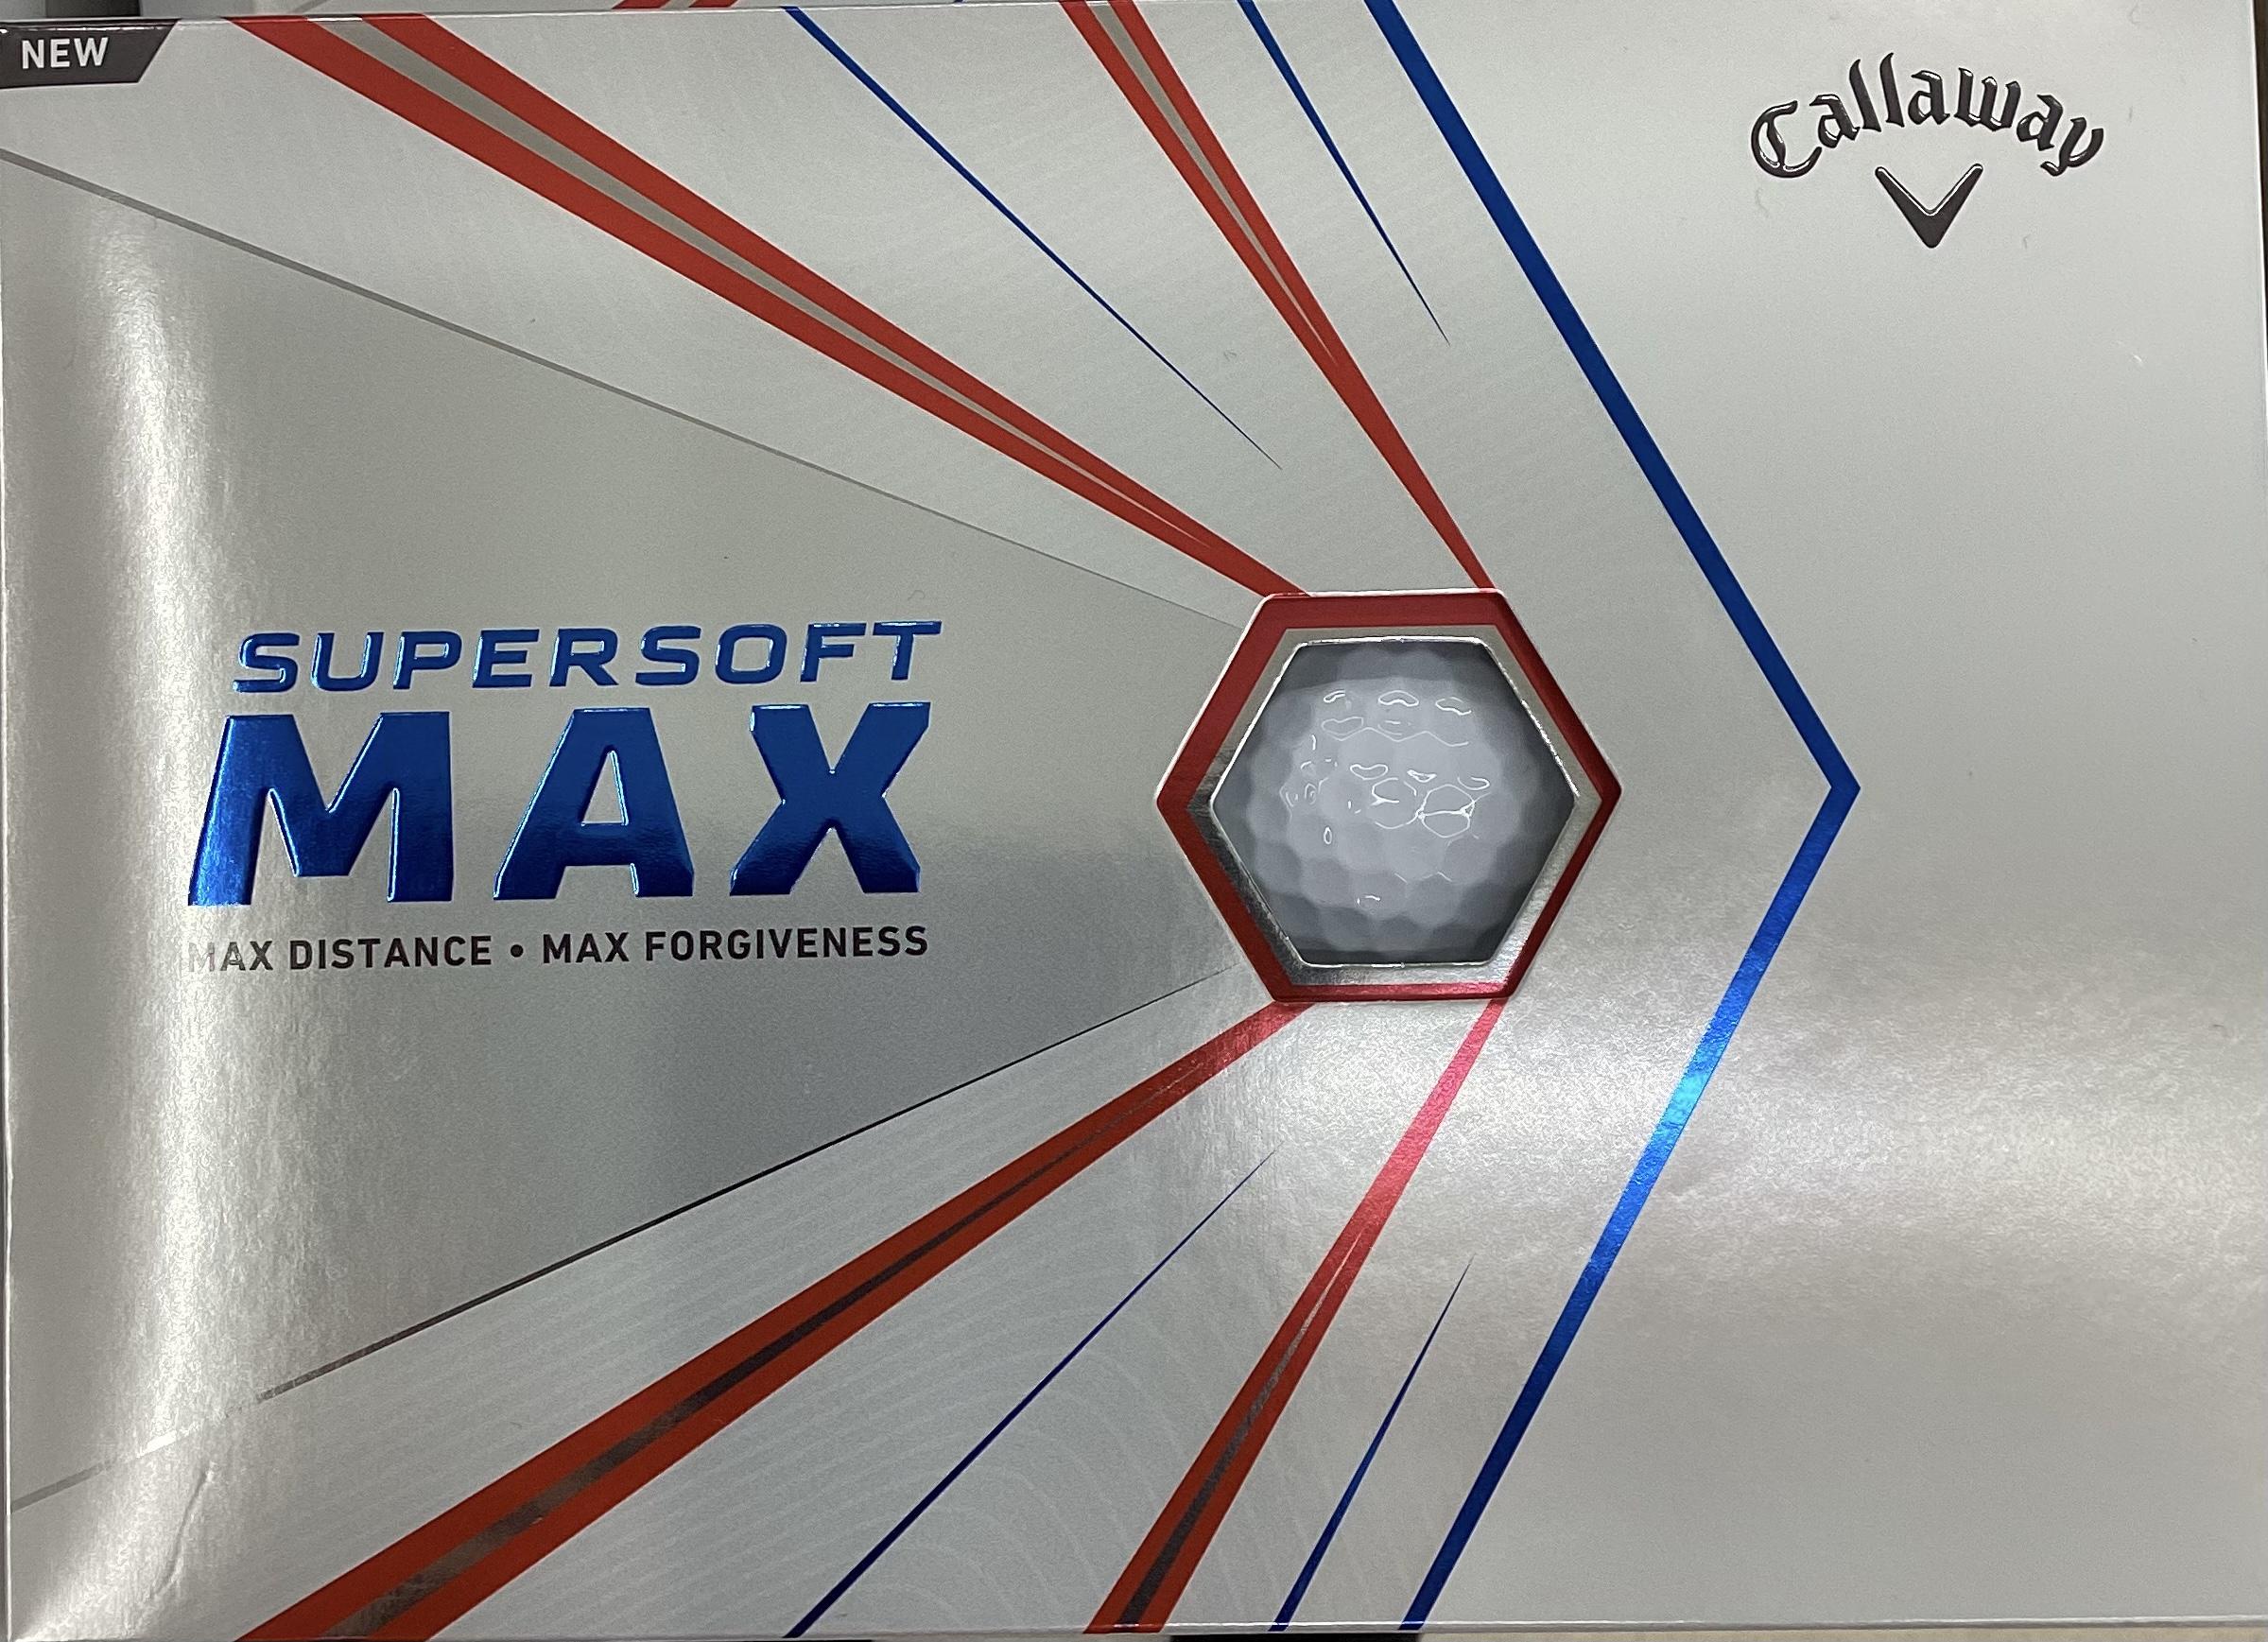 NEW
Callaway
SUPERSOFT
MAX
MAX DISTANCE • MAX FORGIVENESS